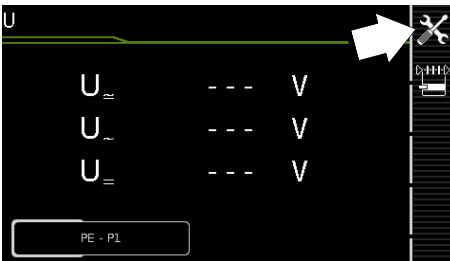 U
U≃ --- V
U~ --- V
U= --- V
PE - P1